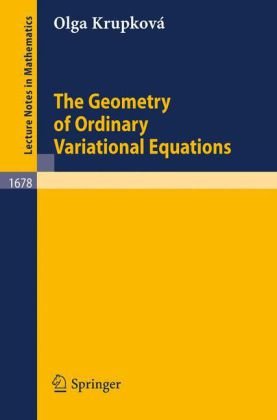 Olga Krupková
Lecture Notes in Mathematics
The Geometry
of Ordinary
Variational Equations
1678
Springer